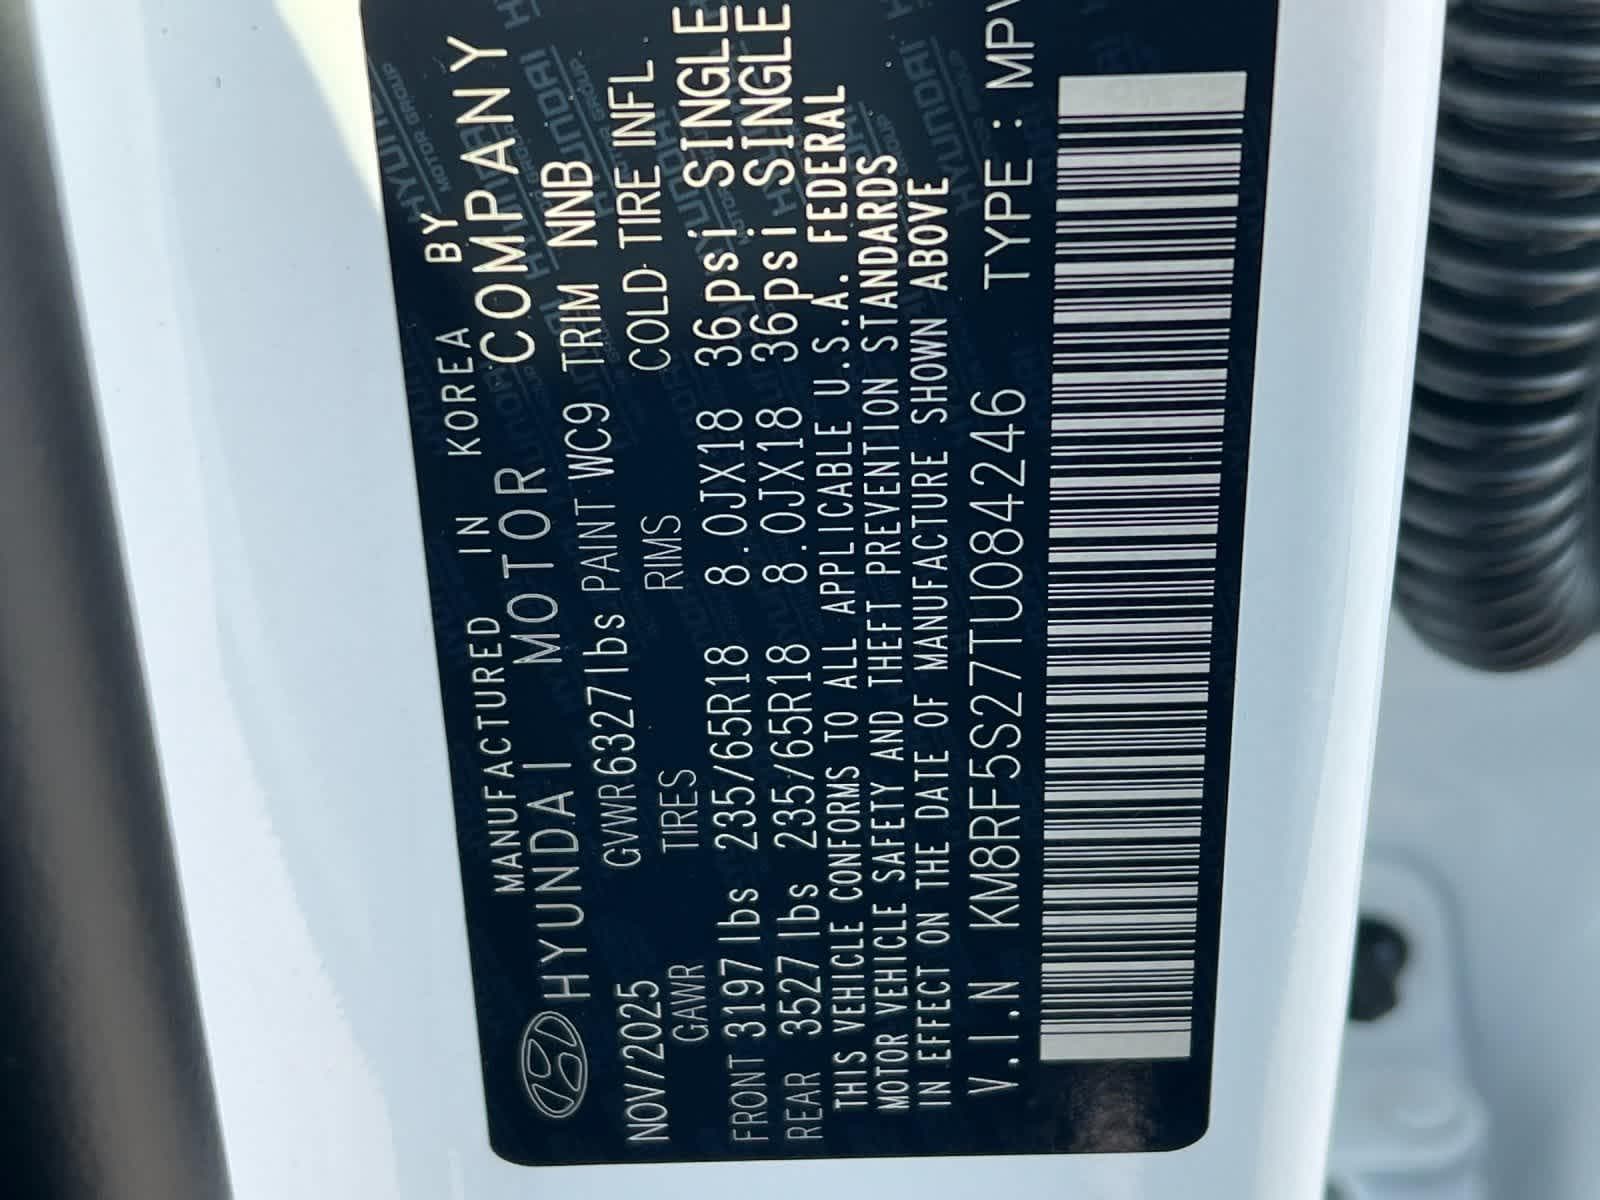 MANUFACTURED IN KOREA BY
HYUNDAI MOTOR COMPANY
NOV/2025 GVWR 6327lbs PAINT WC9 TRIM NNB
GAWR TIRES RIMS COLD TIRE INFL
FRONT 3197lbs 235/65R18 8.0JX18 36psi SINGLE
REAR 3527lbs 235/65R18 8.0JX18 36psi SINGLE
THIS VEHICLE CONFORMS TO ALL APPLICABLE U.S.A. FEDERAL
MOTOR VEHICLE SAFETY AND THEFT PREVENTION STANDARDS
IN EFFECT ON THE DATE OF MANUFACTURE SHOWN ABOVE
V.I.N KM8RF5S27TU084246 TYPE : MPV